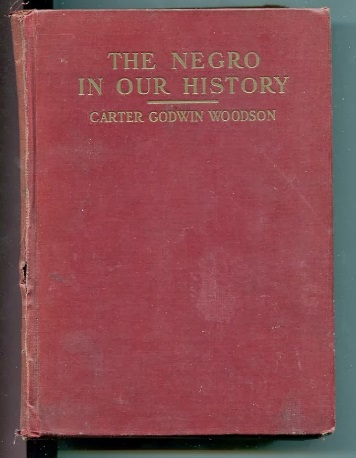 THE NEGRO
IN OUR HISTORY
CARTER GODWIN WOODSON